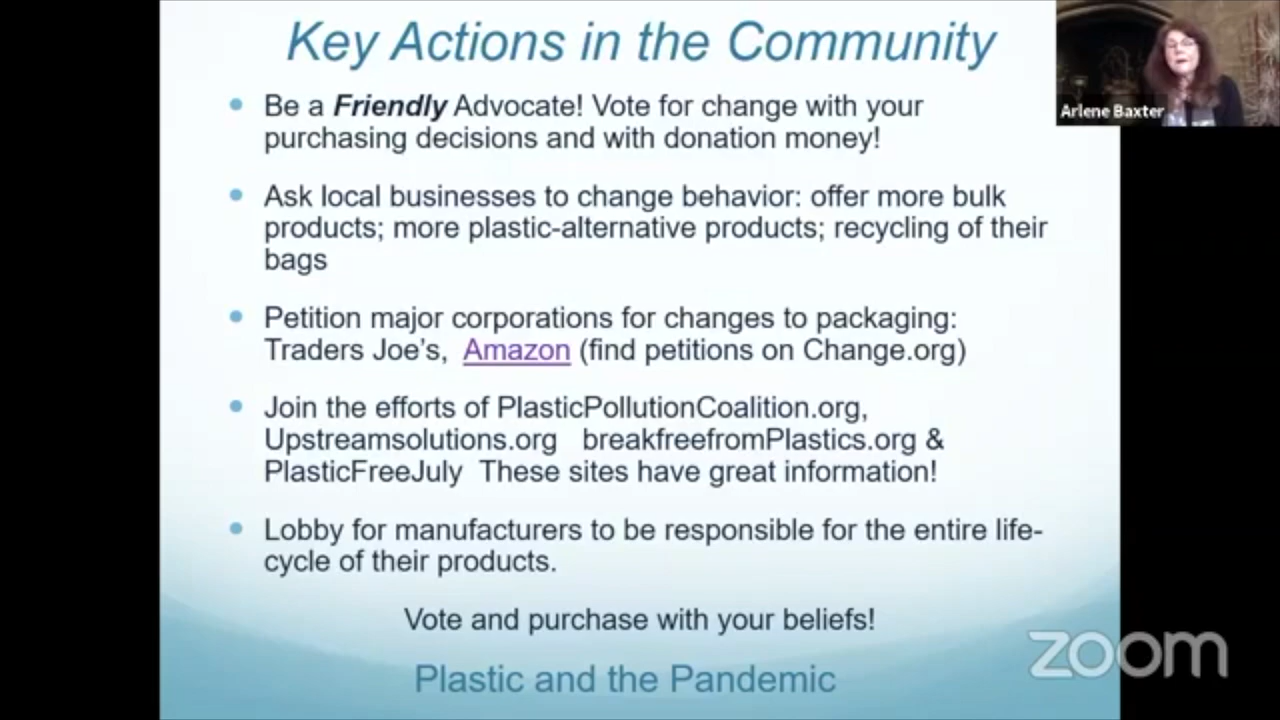 Key Actions in the Community
Arlene Baxter
• Be a Friendly Advocate! Vote for change with your
purchasing decisions and with donation money!
• Ask local businesses to change behavior: offer more bulk
products; more plastic-alternative products; recycling of their
bags
• Petition major corporations for changes to packaging:
Traders Joe's, Amazon (find petitions on Change.org)
• Join the efforts of PlasticPollutionCoalition.org,
Upstreamsolutions.org breakfreefromPlastics.org &
PlasticFreeJuly These sites have great information!
• Lobby for manufacturers to be responsible for the entire life-
cycle of their products.
Vote and purchase with your beliefs!
zoom
Plastic and the Pandemic